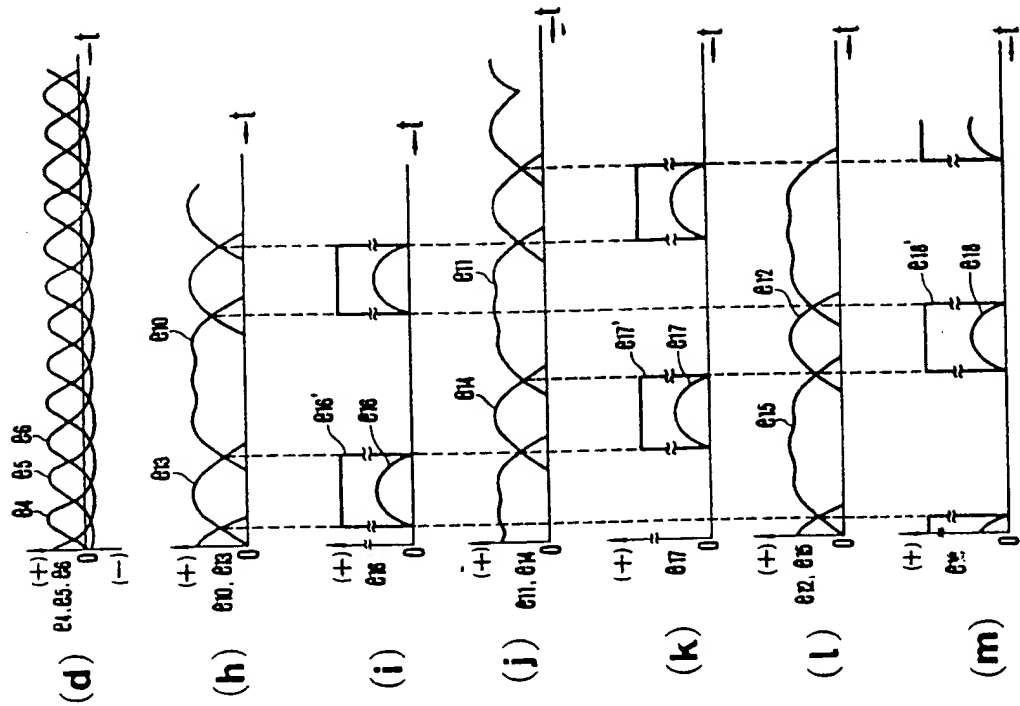 (d)
(+)
e4, e5, e6
0
(−)
e4
e5
e6
t
(h)
(+)
e10, e13
0
e13
e10
t
(i)
(+)
e16
0
e16'
e16
t
(j)
(+)
e11, e14
0
e14
e11
t
(k)
(+)
e17
0
e17'
e17
t
(l)
(+)
e12, e15
0
e15
e12
t
(m)
(+)
0
e18'
e18
t